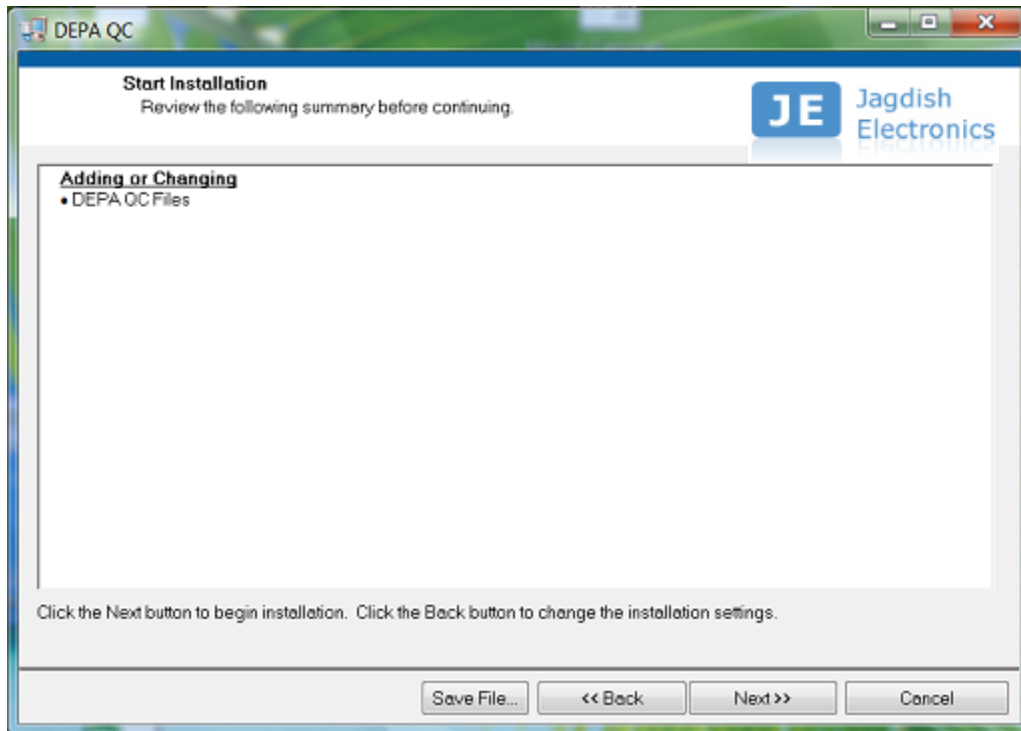 DEPA QC
Start Installation
Review the following summary before continuing.
JE
Jagdish
Electronics
Adding or Changing
• DEPA QC Files
Click the Next button to begin installation. Click the Back button to change the installation settings.
Save File...
<< Back
Next >>
Cancel